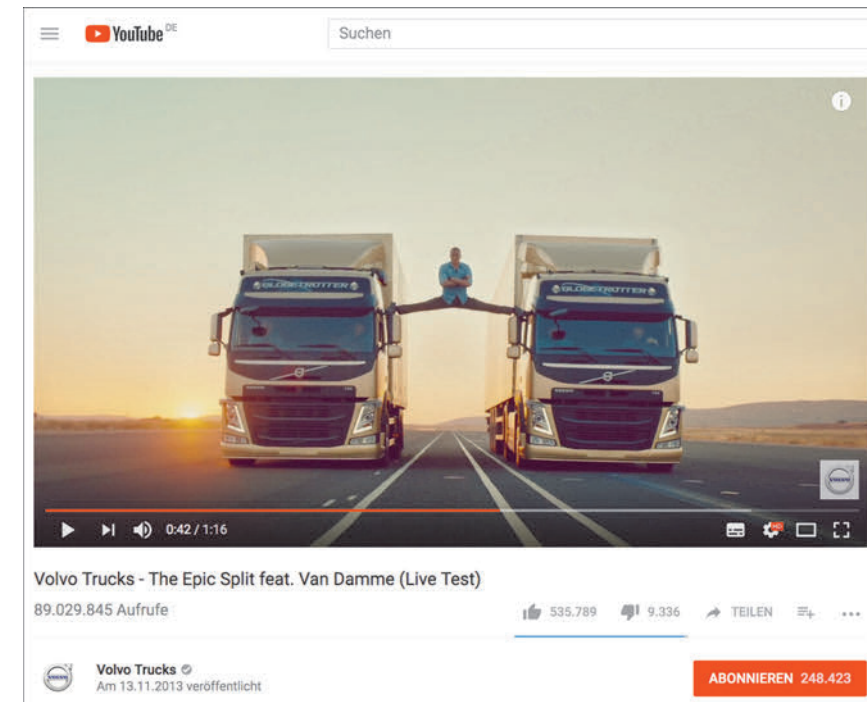 YouTube DE
Suchen
GLOBETROTTER
GLOBETROTTER
VOLVO
0:42 / 1:16
HD
Volvo Trucks - The Epic Split feat. Van Damme (Live Test)
89.029.845 Aufrufe
535.789
9.336
TEILEN
Volvo Trucks
Am 13.11.2013 veröffentlicht
ABONNIEREN 248.423